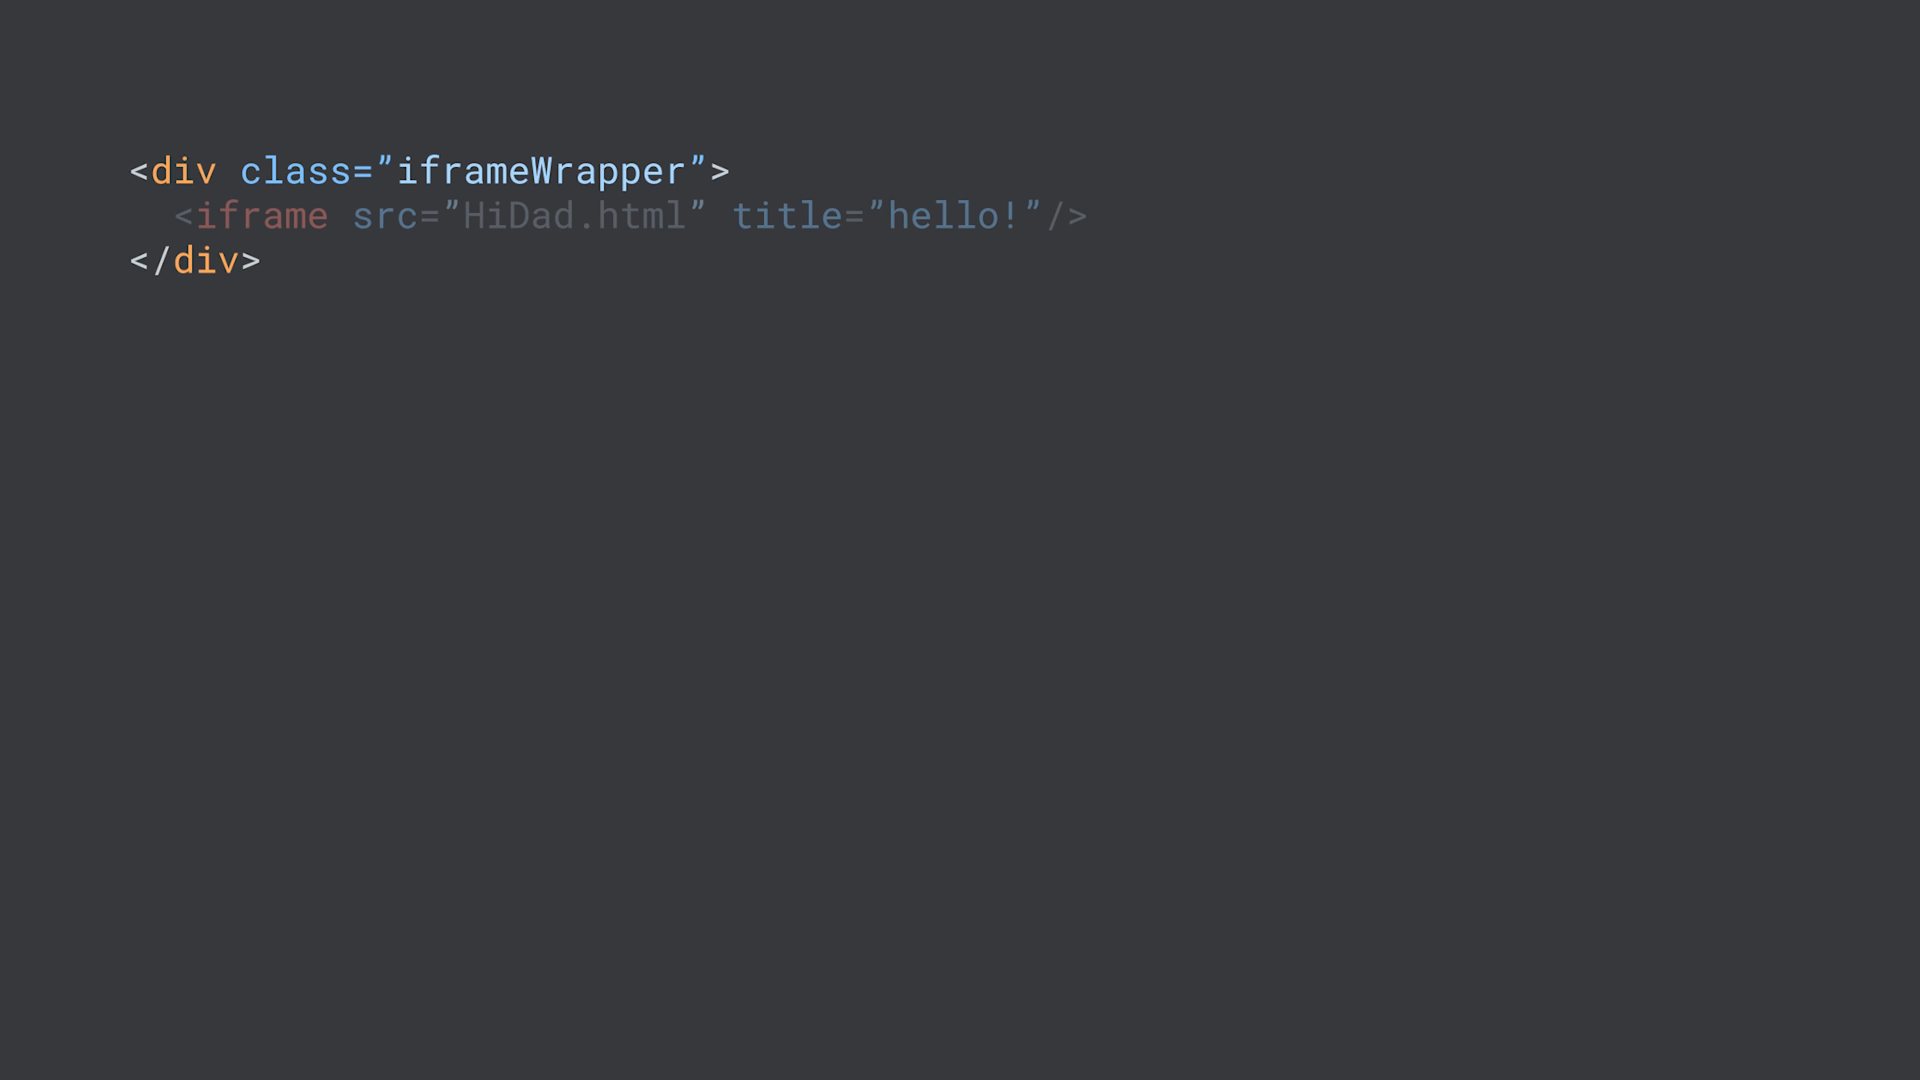 <div class=”iframeWrapper”>
<iframe src=”HiDad.html” title=”hello!”/>
</div>